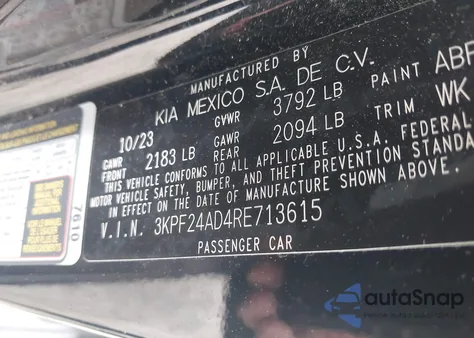 MANUFACTURED BY
KIA MEXICO S.A. DE C.V.
10/23 GVWR 3792 LB PAINT ABP
GAWR FRONT 2183 LB GAWR REAR 2094 LB TRIM WK
THIS VEHICLE CONFORMS TO ALL APPLICABLE U.S.A. FEDERAL
MOTOR VEHICLE SAFETY, BUMPER, AND THEFT PREVENTION STANDA
IN EFFECT ON THE DATE OF MANUFACTURE SHOWN ABOVE.
V.I.N. 3KPF24AD4RE713615
PASSENGER CAR
7610
autoSnap